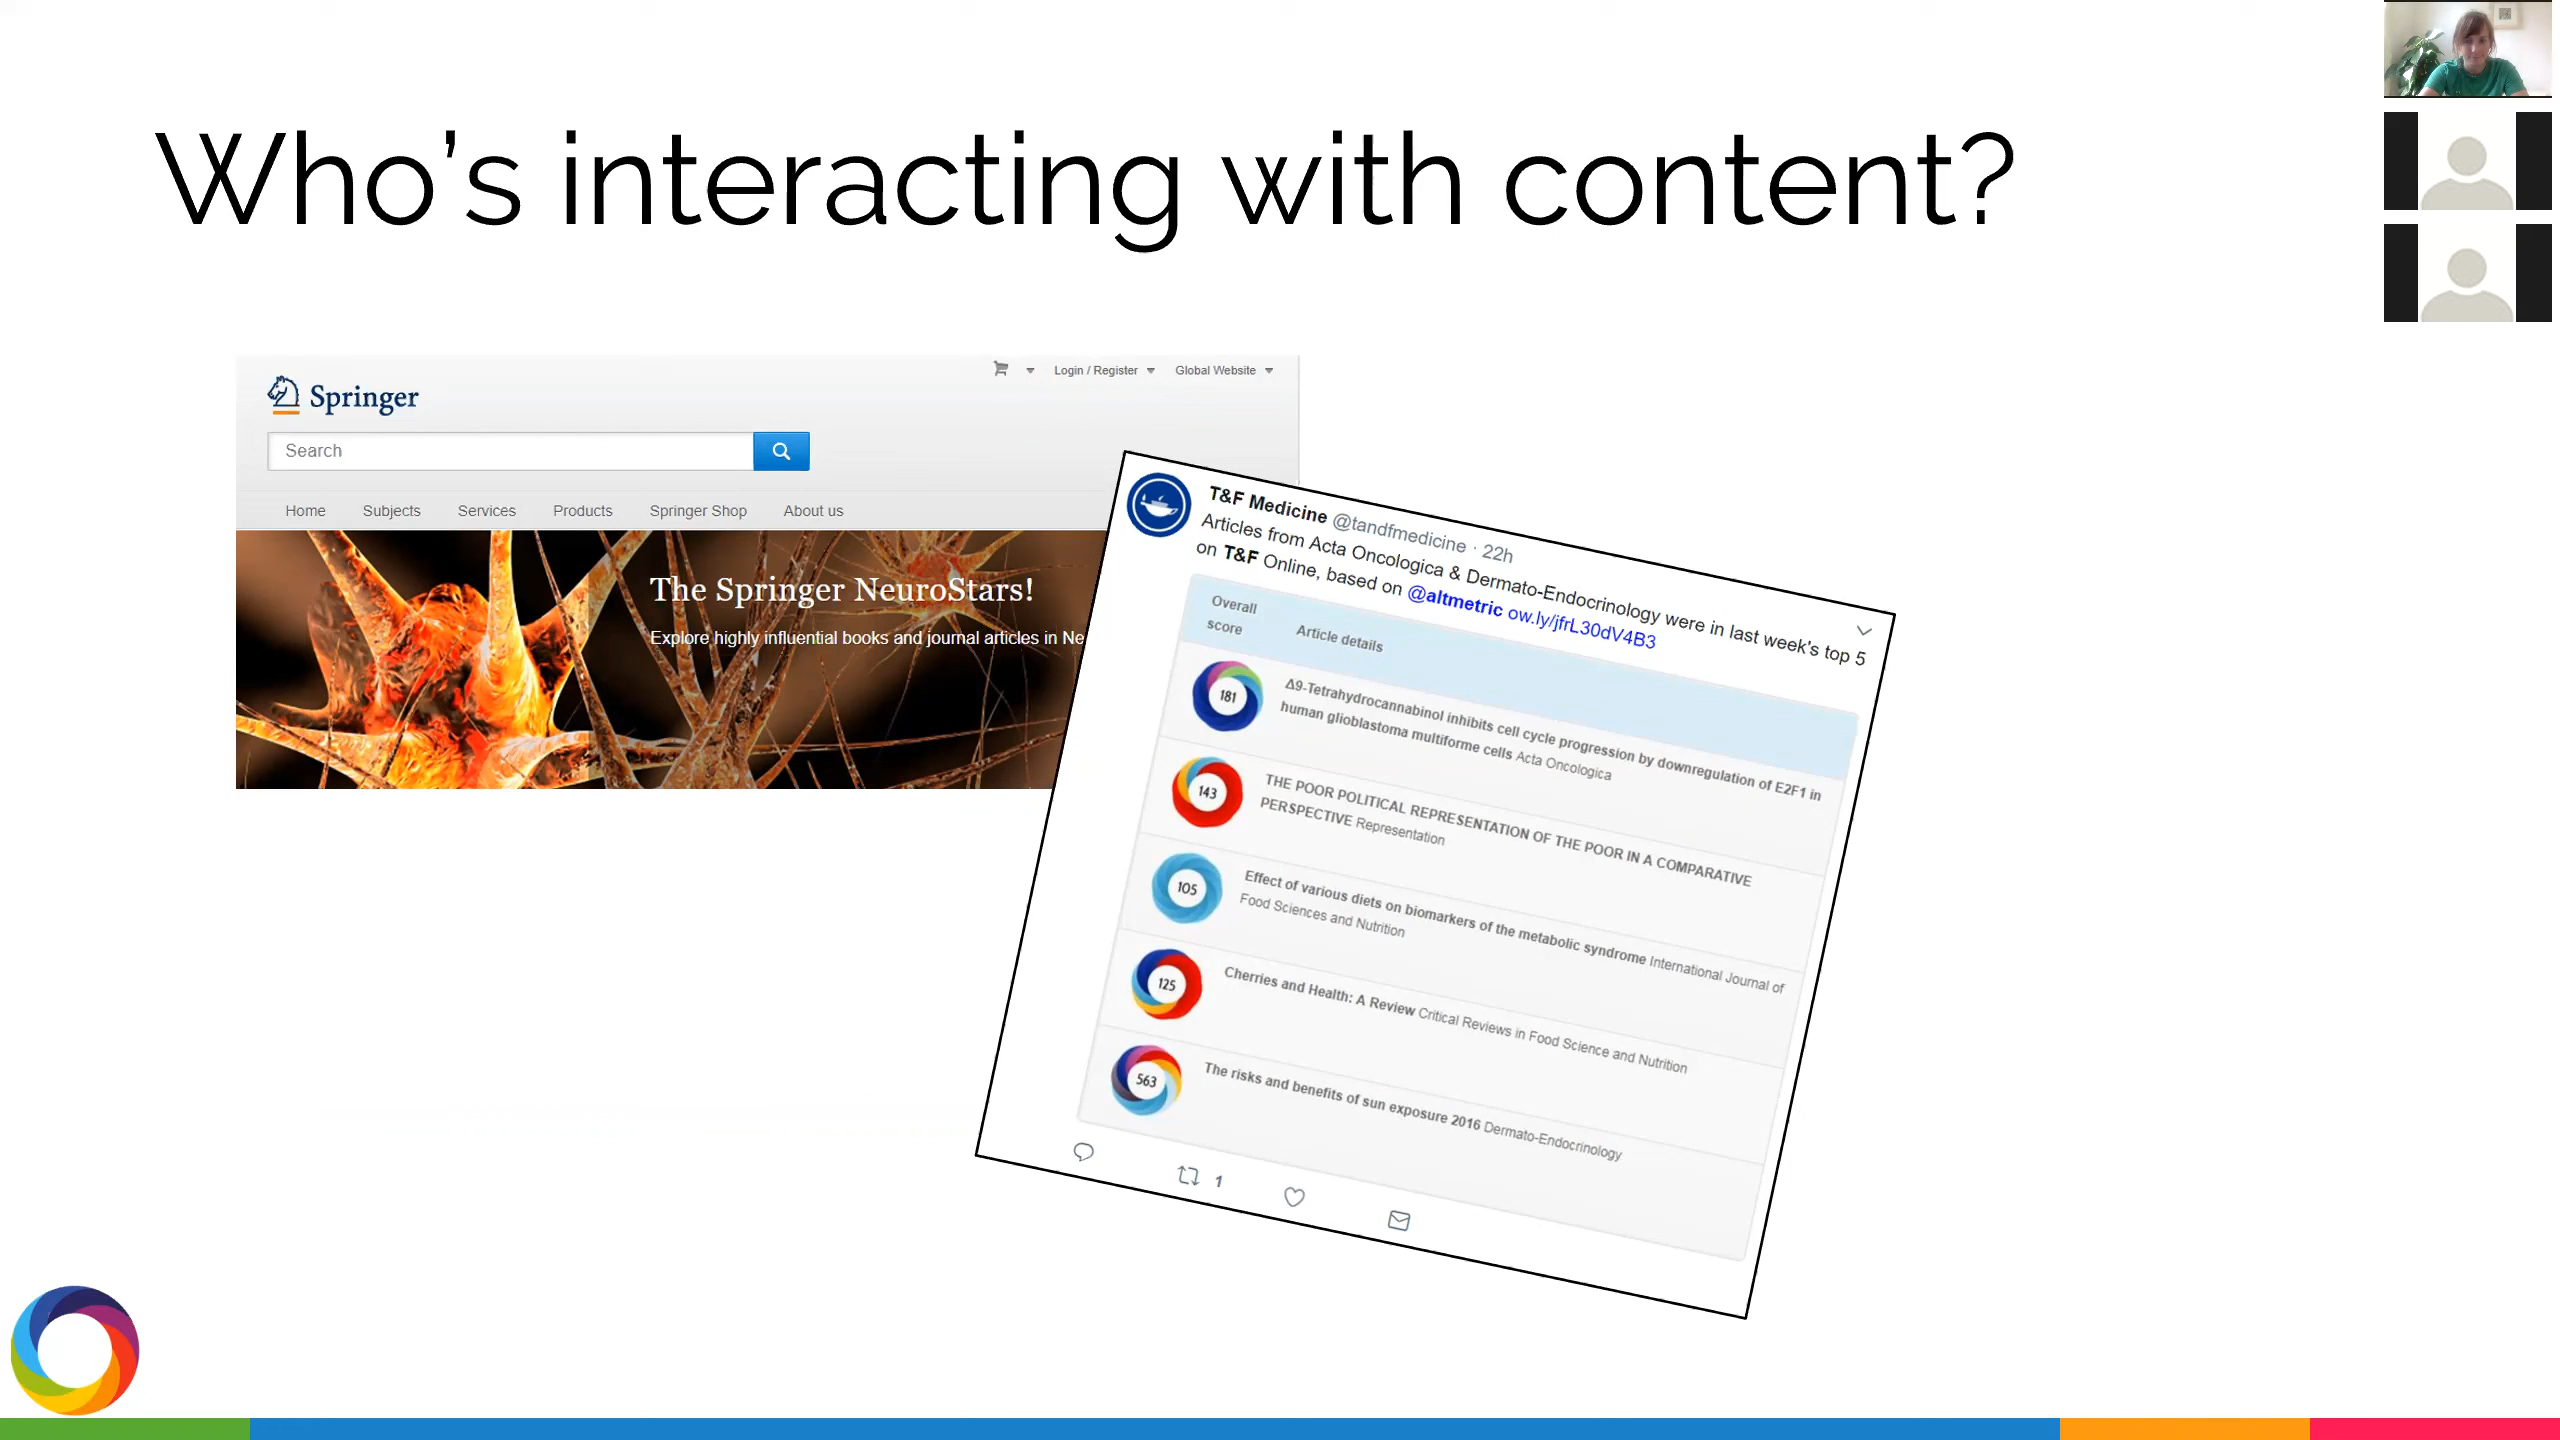 Who's interacting with content?
Login / Register
Global Website
Springer
Search
Home Subjects Services Products Springer Shop About us
The Springer NeuroStars!
Explore highly influential books and journal articles in Ne
T&F Medicine @tandfmedicine · 22h
Articles from Acta Oncologica & Dermato-Endocrinology were in last week's top 5
on T&F Online, based on @altmetric ow.ly/jfrL30dV4B3
Overall
score
Article details
181
Δ9-Tetrahydrocannabinol inhibits cell cycle progression by downregulation of E2F1 in
human glioblastoma multiforme cells Acta Oncologica
143
THE POOR POLITICAL REPRESENTATION OF THE POOR IN A COMPARATIVE
PERSPECTIVE Representation
105
Effect of various diets on biomarkers of the metabolic syndrome International Journal of
Food Sciences and Nutrition
125
Cherries and Health: A Review Critical Reviews in Food Science and Nutrition
563
The risks and benefits of sun exposure 2016 Dermato-Endocrinology
1